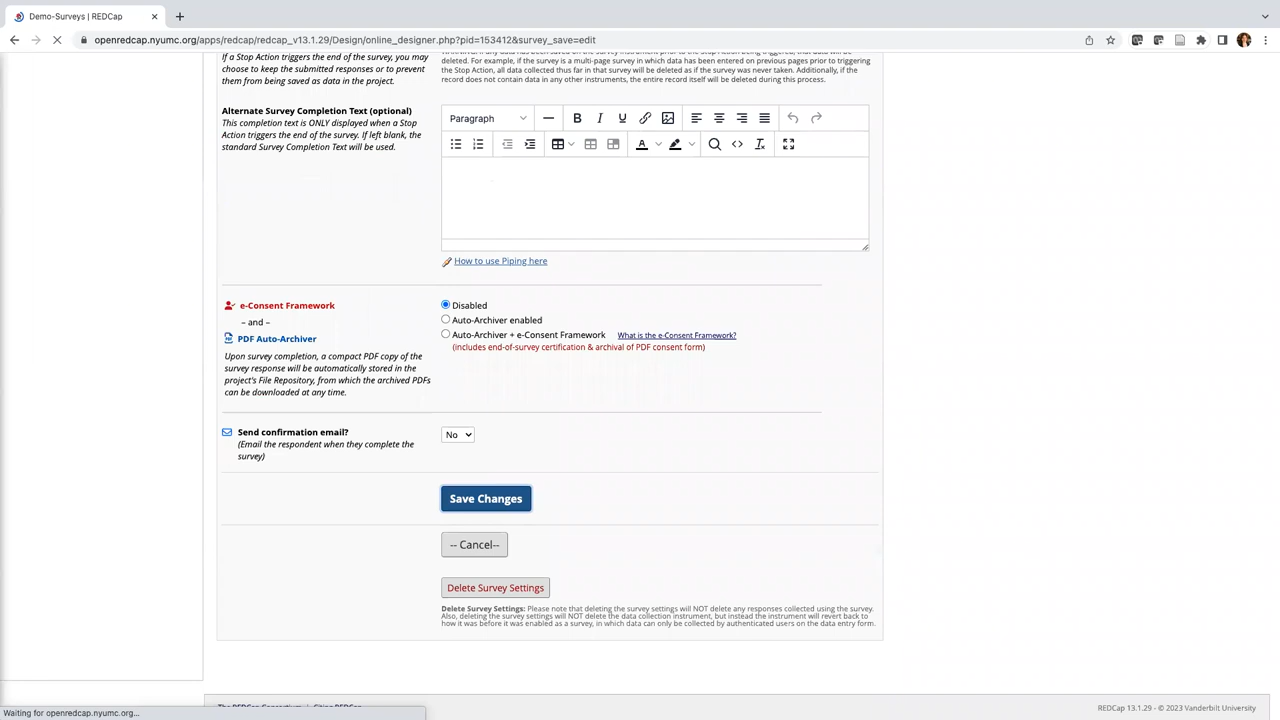 Demo-Surveys | REDCap
openredcap.nyumc.org/apps/redcap/redcap_v13.1.29/Design/online_designer.php?pid=153412&survey_save=edit
If a Stop Action triggers the end of the survey, you may
choose to keep the submitted responses or to prevent
them from being saved as data in the project.
deleted. For example, if the survey is a multi-page survey in which data has been entered on previous pages prior to triggering
the Stop Action, all data collected thus far in that survey will be deleted as if the survey was never taken. Additionally, if the
record does not contain data in any other instruments, the entire record itself will be deleted during this process.
Alternate Survey Completion Text (optional)
This completion text is ONLY displayed when a Stop
Action triggers the end of the survey. If left blank, the
standard Survey Completion Text will be used.
Paragraph
How to use Piping here
e-Consent Framework
– and –
PDF Auto-Archiver
Upon survey completion, a compact PDF copy of the
survey response will be automatically stored in the
project's File Repository, from which the archived PDFs
can be downloaded at any time.
Disabled
Auto-Archiver enabled
Auto-Archiver + e-Consent Framework What is the e-Consent Framework?
(includes end-of-survey certification & archival of PDF consent form)
Send confirmation email?
(Email the respondent when they complete the
survey)
No
Save Changes
-- Cancel--
Delete Survey Settings
Delete Survey Settings: Please note that deleting the survey settings will NOT delete any responses collected using the survey.
Also, deleting the survey settings will NOT delete the data collection instrument, but instead the instrument will revert back to
how it was before it was enabled as a survey, in which data can only be collected by authenticated users on the data entry form.
The REDCap Consortium | Citing REDCap
REDCap 13.1.29 - © 2023 Vanderbilt University
Waiting for openredcap.nyumc.org...